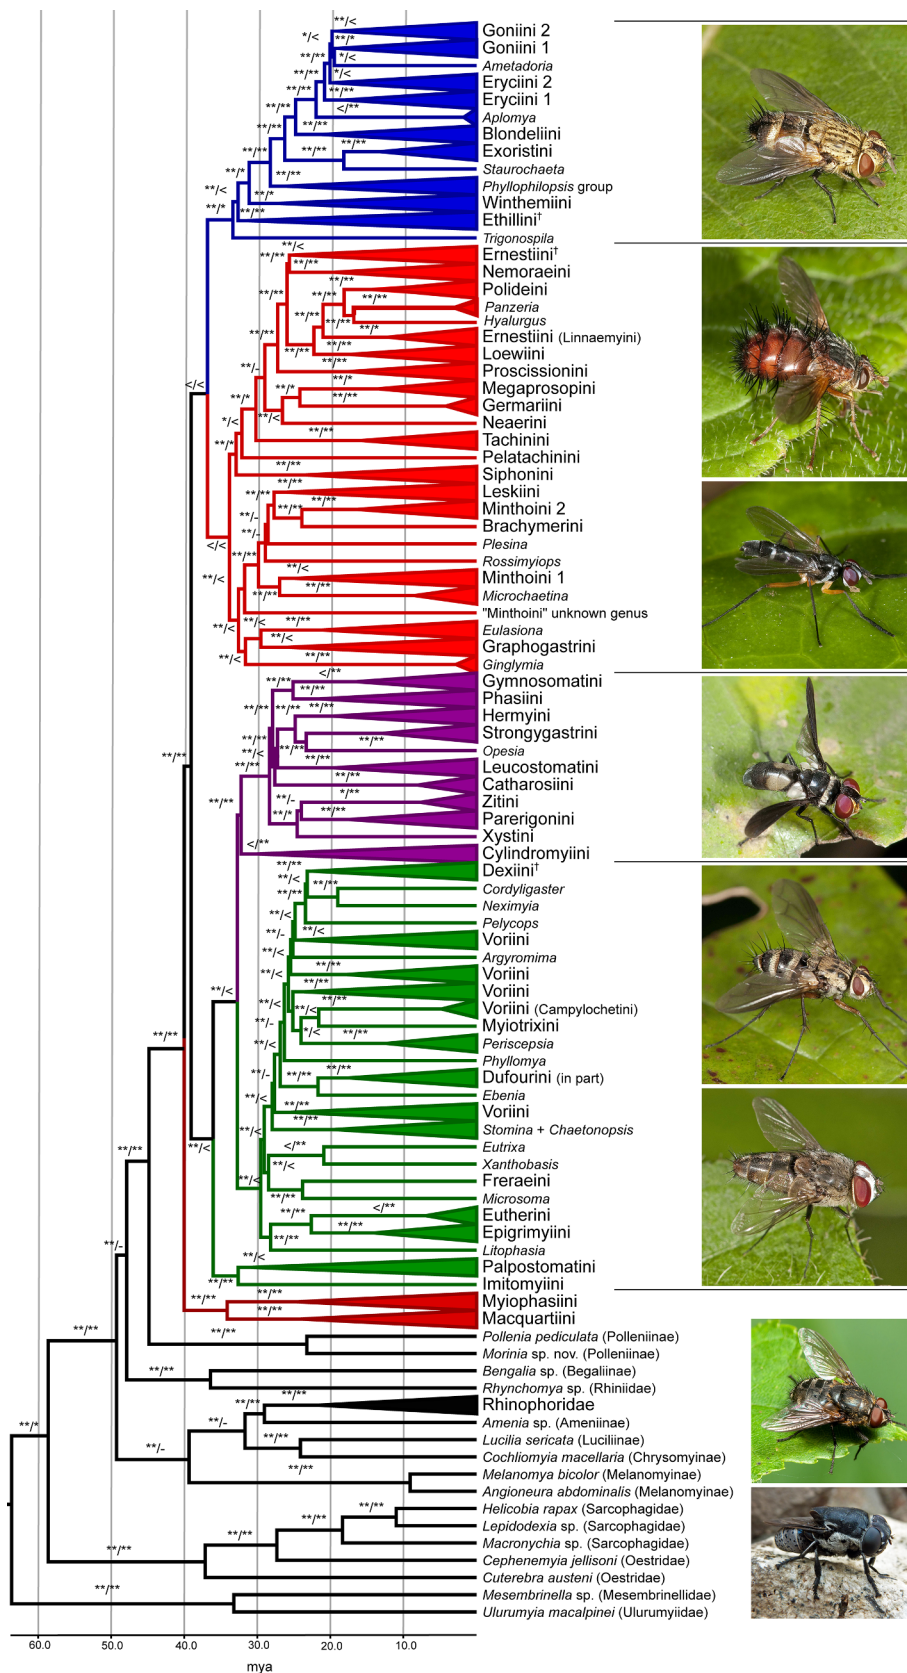 **/<
Goniini 2
*/<
**/*
Goniini 1
Ametadoria
**/**
*/<
Eryciini 2
**/**
**/**
Eryciini 1
</**
**/**
Aplomya
**/**
Blondeliini
**/**
**/**
Exoristini
**/**
Staurochaeta
**/*
**/**
**/<
Phyllophilopsis group
**/*
Winthemiini
**/*
**/**
Ethillini†
Trigonospila
**/<
Ernestiini†
**/**
**/**
Nemoraeini
**/**
Polideini
**/**
**/**
**/**
Panzeria
**/**
**/*
Hyalurgus
**/**
Ernestiini (Linnaemyini)
**/**
Loewiini
**/**
**/-
Proscissionini
**/*
</<
**/*
Megaprosopini
**/**
**/*
Germariini
*/<
**/<
Neaerini
**/**
**/*
Tachinini
Pelatachinini
**/**
Siphonini
**/**
Leskiini
**/**
**/**
**/**
Minthoini 2
**/-
Brachymerini
**/-
Plesina
</<
**/**
Rossimyiops
**/<
**/<
Minthoini 1
**/**
**/**
Microchaetina
"Minthoini" unknown genus
**/<
**/**
Eulasiona
**/<
**/<
Graphogastrini
**/**
Ginglymia
</**
Gymnosomatini
**/**
**/**
Phasiini
**/**
**/**
**/**
Hermyini
**/**
Strongygastrini
**/**
**/<
**/**
Opesia
**/**
**/**
Leucostomatini
**/**
Catharosiini
*/**
**/**
**/-
Zitini
**/*
**/**
Parerigonini
Xystini
</**
Cylindromyiini
**/**
Dexiini†
**/<
**/**
**/**
Cordyligaster
Neximyia
**/<
Pelycops
**/-
**/<
Voriini
**/<
Argyromima
**/**
**/<
Voriini
**/**
**/<
Voriini
**/**
**/<
**/<
Voriini (Campylochetini)
**/-
Myiotrixini
*/<
**/**
**/**
**/<
Periscepsia
Phyllomya
**/-
**/**
**/**
Dufourini (in part)
**/<
Ebenia
**/**
Voriini
**/**
**/<
Stomina + Chaetonopsis
**/**
**/<
</**
Eutrixa
**/<
Xanthobasis
**/<
Freraeini
**/**
Microsoma
</**
Eutherini
**/**
**/**
Epigrimyiini
**/-
**/<
Litophasia
Palpostomatini
**/**
Imitomyiini
**/**
**/**
Myiophasiini
**/**
Macquartiini
**/**
**/**
Pollenia pediculata (Polleniinae)
Morinia sp. nov. (Polleniinae)
**/**
Bengalia sp. (Begaliinae)
Rhynchomya sp. (Rhiniidae)
**/**
**/**
Rhinophoridae
**/*
**/-
Amenia sp. (Ameniinae)
**/**
Lucilia sericata (Luciliinae)
**/-
Cochliomyia macellaria (Chrysomyinae)
**/**
Melanomya bicolor (Melanomyinae)
Angioneura abdominalis (Melanomyinae)
**/**
Helicobia rapax (Sarcophagidae)
**/**
Lepidodexia sp. (Sarcophagidae)
**/**
Macronychia sp. (Sarcophagidae)
**/**
Cephenemyia jellisoni (Oestridae)
Cuterebra austeni (Oestridae)
**/**
Mesembrinella sp. (Mesembrinellidae)
Ulurumyia macalpinei (Ulurumyiidae)
60.0 50.0 40.0 30.0 20.0 10.0
mya